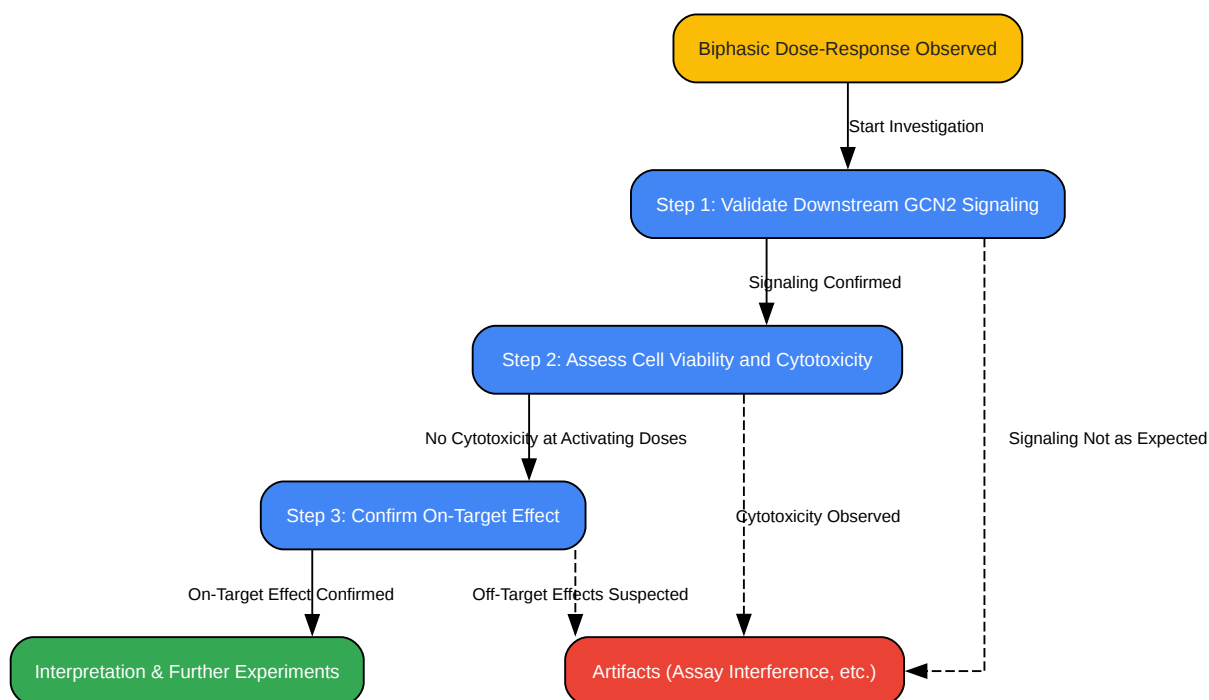 Biphasic Dose-Response Observed
Start Investigation
Step 1: Validate Downstream GCN2 Signaling
Signaling Confirmed
Step 2: Assess Cell Viability and Cytotoxicity
No Cytotoxicity at Activating Doses
Signaling Not as Expected
Step 3: Confirm On-Target Effect
Cytotoxicity Observed
On-Target Effect Confirmed
Off-Target Effects Suspected
Interpretation & Further Experiments
Artifacts (Assay Interference, etc.)